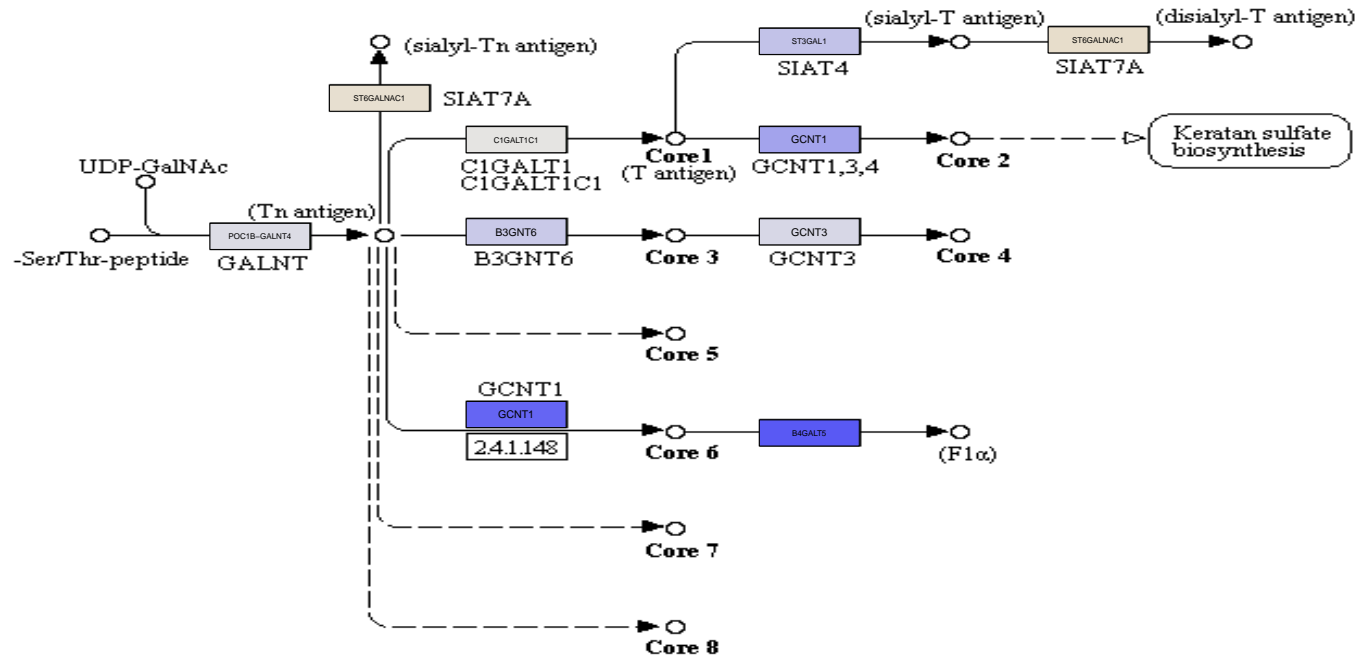 (sialyl-T antigen)
(disialyl-T antigen)
(sialyl-Tn antigen)
ST3GAL1
SIAT4
ST6GALNAC1
SIAT7A
ST6GALNAC1
SIAT7A
C1GALT1C1
C1GALT1
C1GALT1C1
Core1
(T antigen)
GCNT1
GCNT1,3,4
Core 2
Keratan sulfate
biosynthesis
UDP-GalNAc
(Tn antigen)
-Ser/Thr-peptide
POC1B-GALNT4
GALNT
B3GNT6
B3GNT6
Core 3
GCNT3
GCNT3
Core 4
Core 5
GCNT1
GCNT1
2.4.1.148
Core 6
B4GALT5
(F1α)
Core 7
Core 8